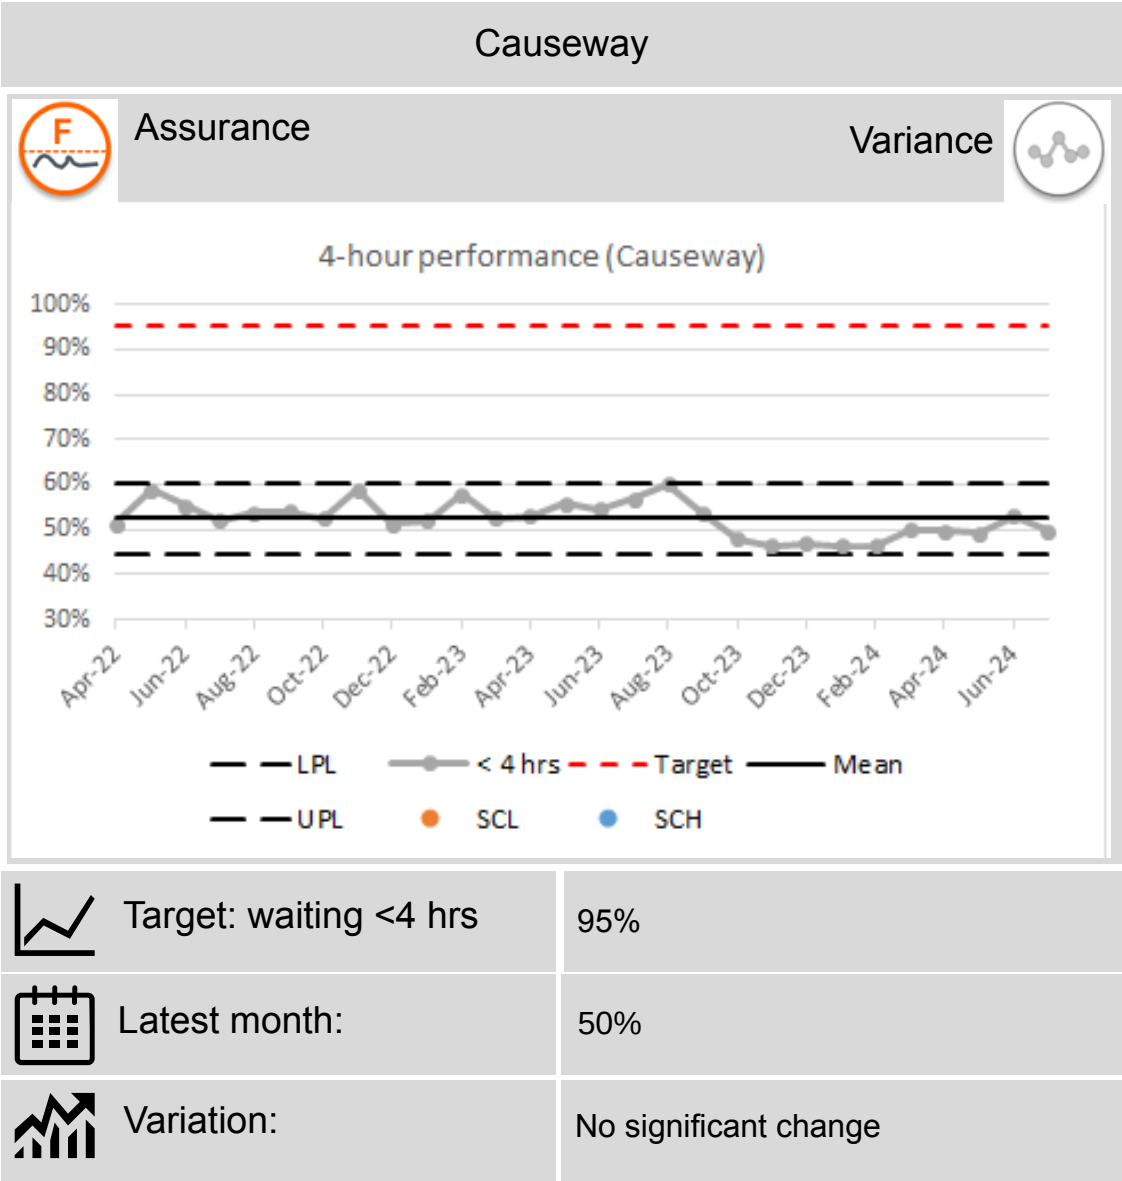 Causeway
F
Assurance
Variance
4-hour performance (Causeway)
100%
90%
80%
70%
60%
50%
40%
30%
Apr-22
Jun-22
Aug-22
Oct-22
Dec-22
Feb-23
Apr-23
Jun-23
Aug-23
Oct-23
Dec-23
Feb-24
Apr-24
Jun-24
LPL
< 4 hrs
Target
Mean
UPL
SCL
SCH
Target: waiting <4 hrs
95%
Latest month:
50%
Variation:
No significant change